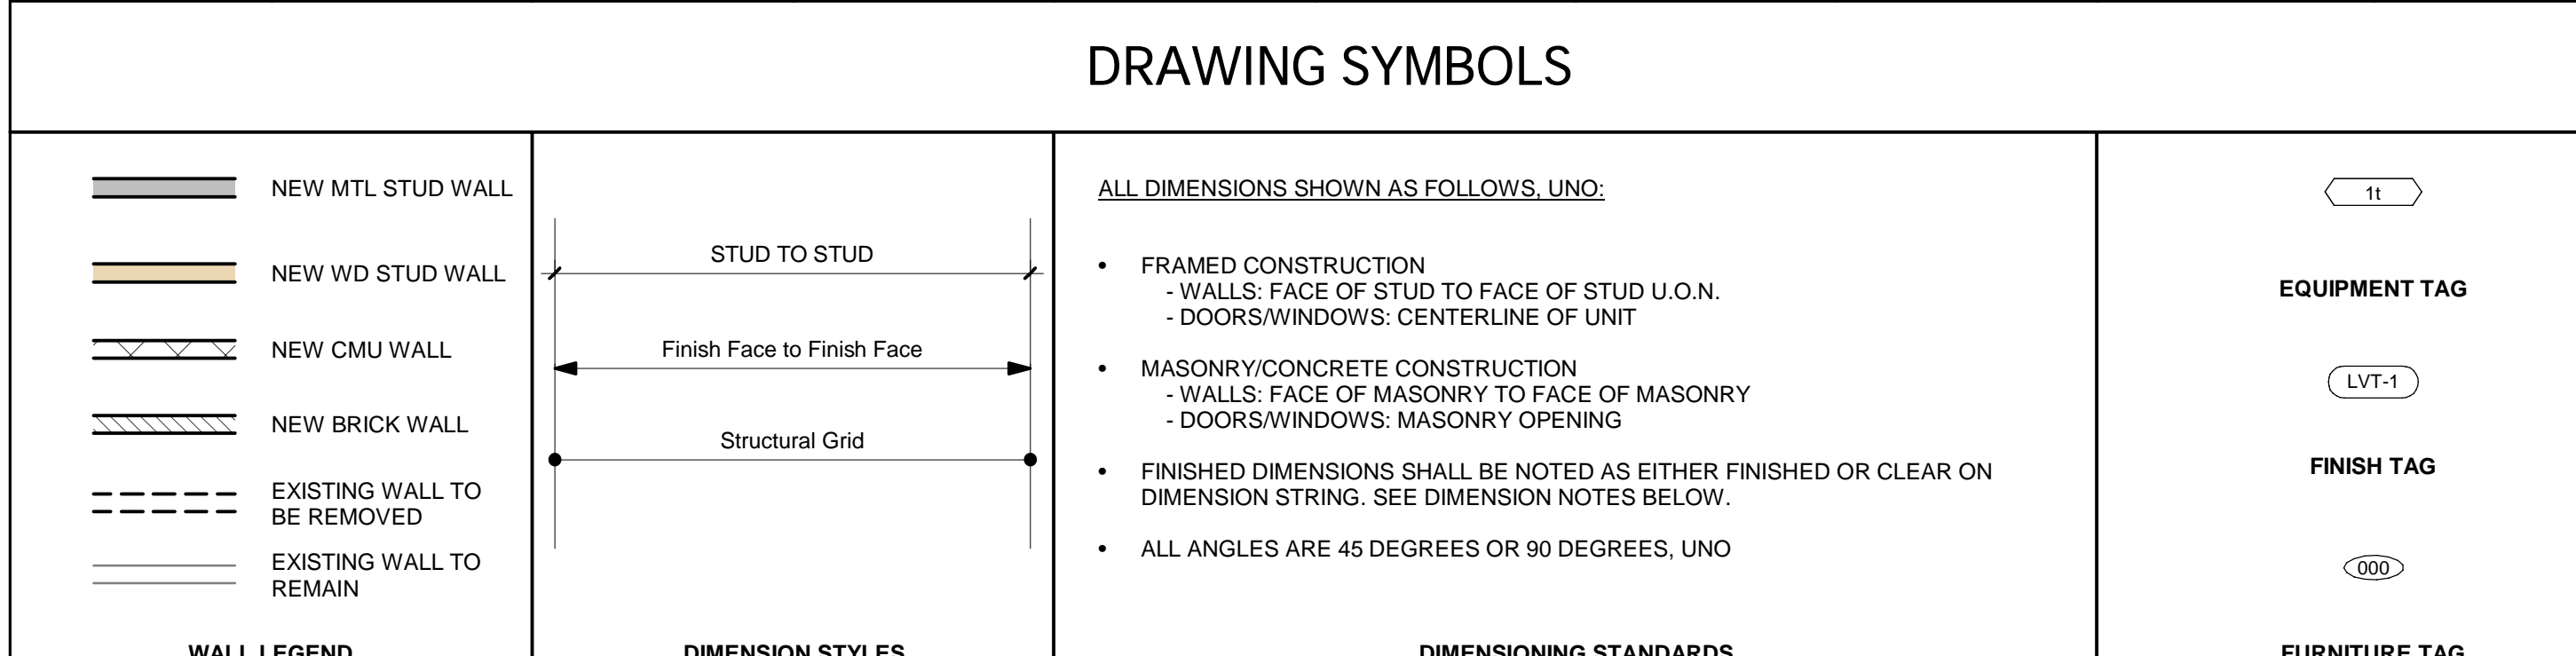 DRAWING SYMBOLS
NEW MTL STUD WALL
NEW WD STUD WALL
NEW CMU WALL
NEW BRICK WALL
EXISTING WALL TO
BE REMOVED
EXISTING WALL TO
REMAIN
WALL LEGEND
STUD TO STUD
Finish Face to Finish Face
Structural Grid
DIMENSION STYLES
ALL DIMENSIONS SHOWN AS FOLLOWS, UNO:
• FRAMED CONSTRUCTION
- WALLS: FACE OF STUD TO FACE OF STUD U.O.N.
- DOORS/WINDOWS: CENTERLINE OF UNIT
• MASONRY/CONCRETE CONSTRUCTION
- WALLS: FACE OF MASONRY TO FACE OF MASONRY
- DOORS/WINDOWS: MASONRY OPENING
• FINISHED DIMENSIONS SHALL BE NOTED AS EITHER FINISHED OR CLEAR ON
DIMENSION STRING. SEE DIMENSION NOTES BELOW.
• ALL ANGLES ARE 45 DEGREES OR 90 DEGREES, UNO
DIMENSIONING STANDARDS
1t
EQUIPMENT TAG
LVT-1
FINISH TAG
000
FURNITURE TAG